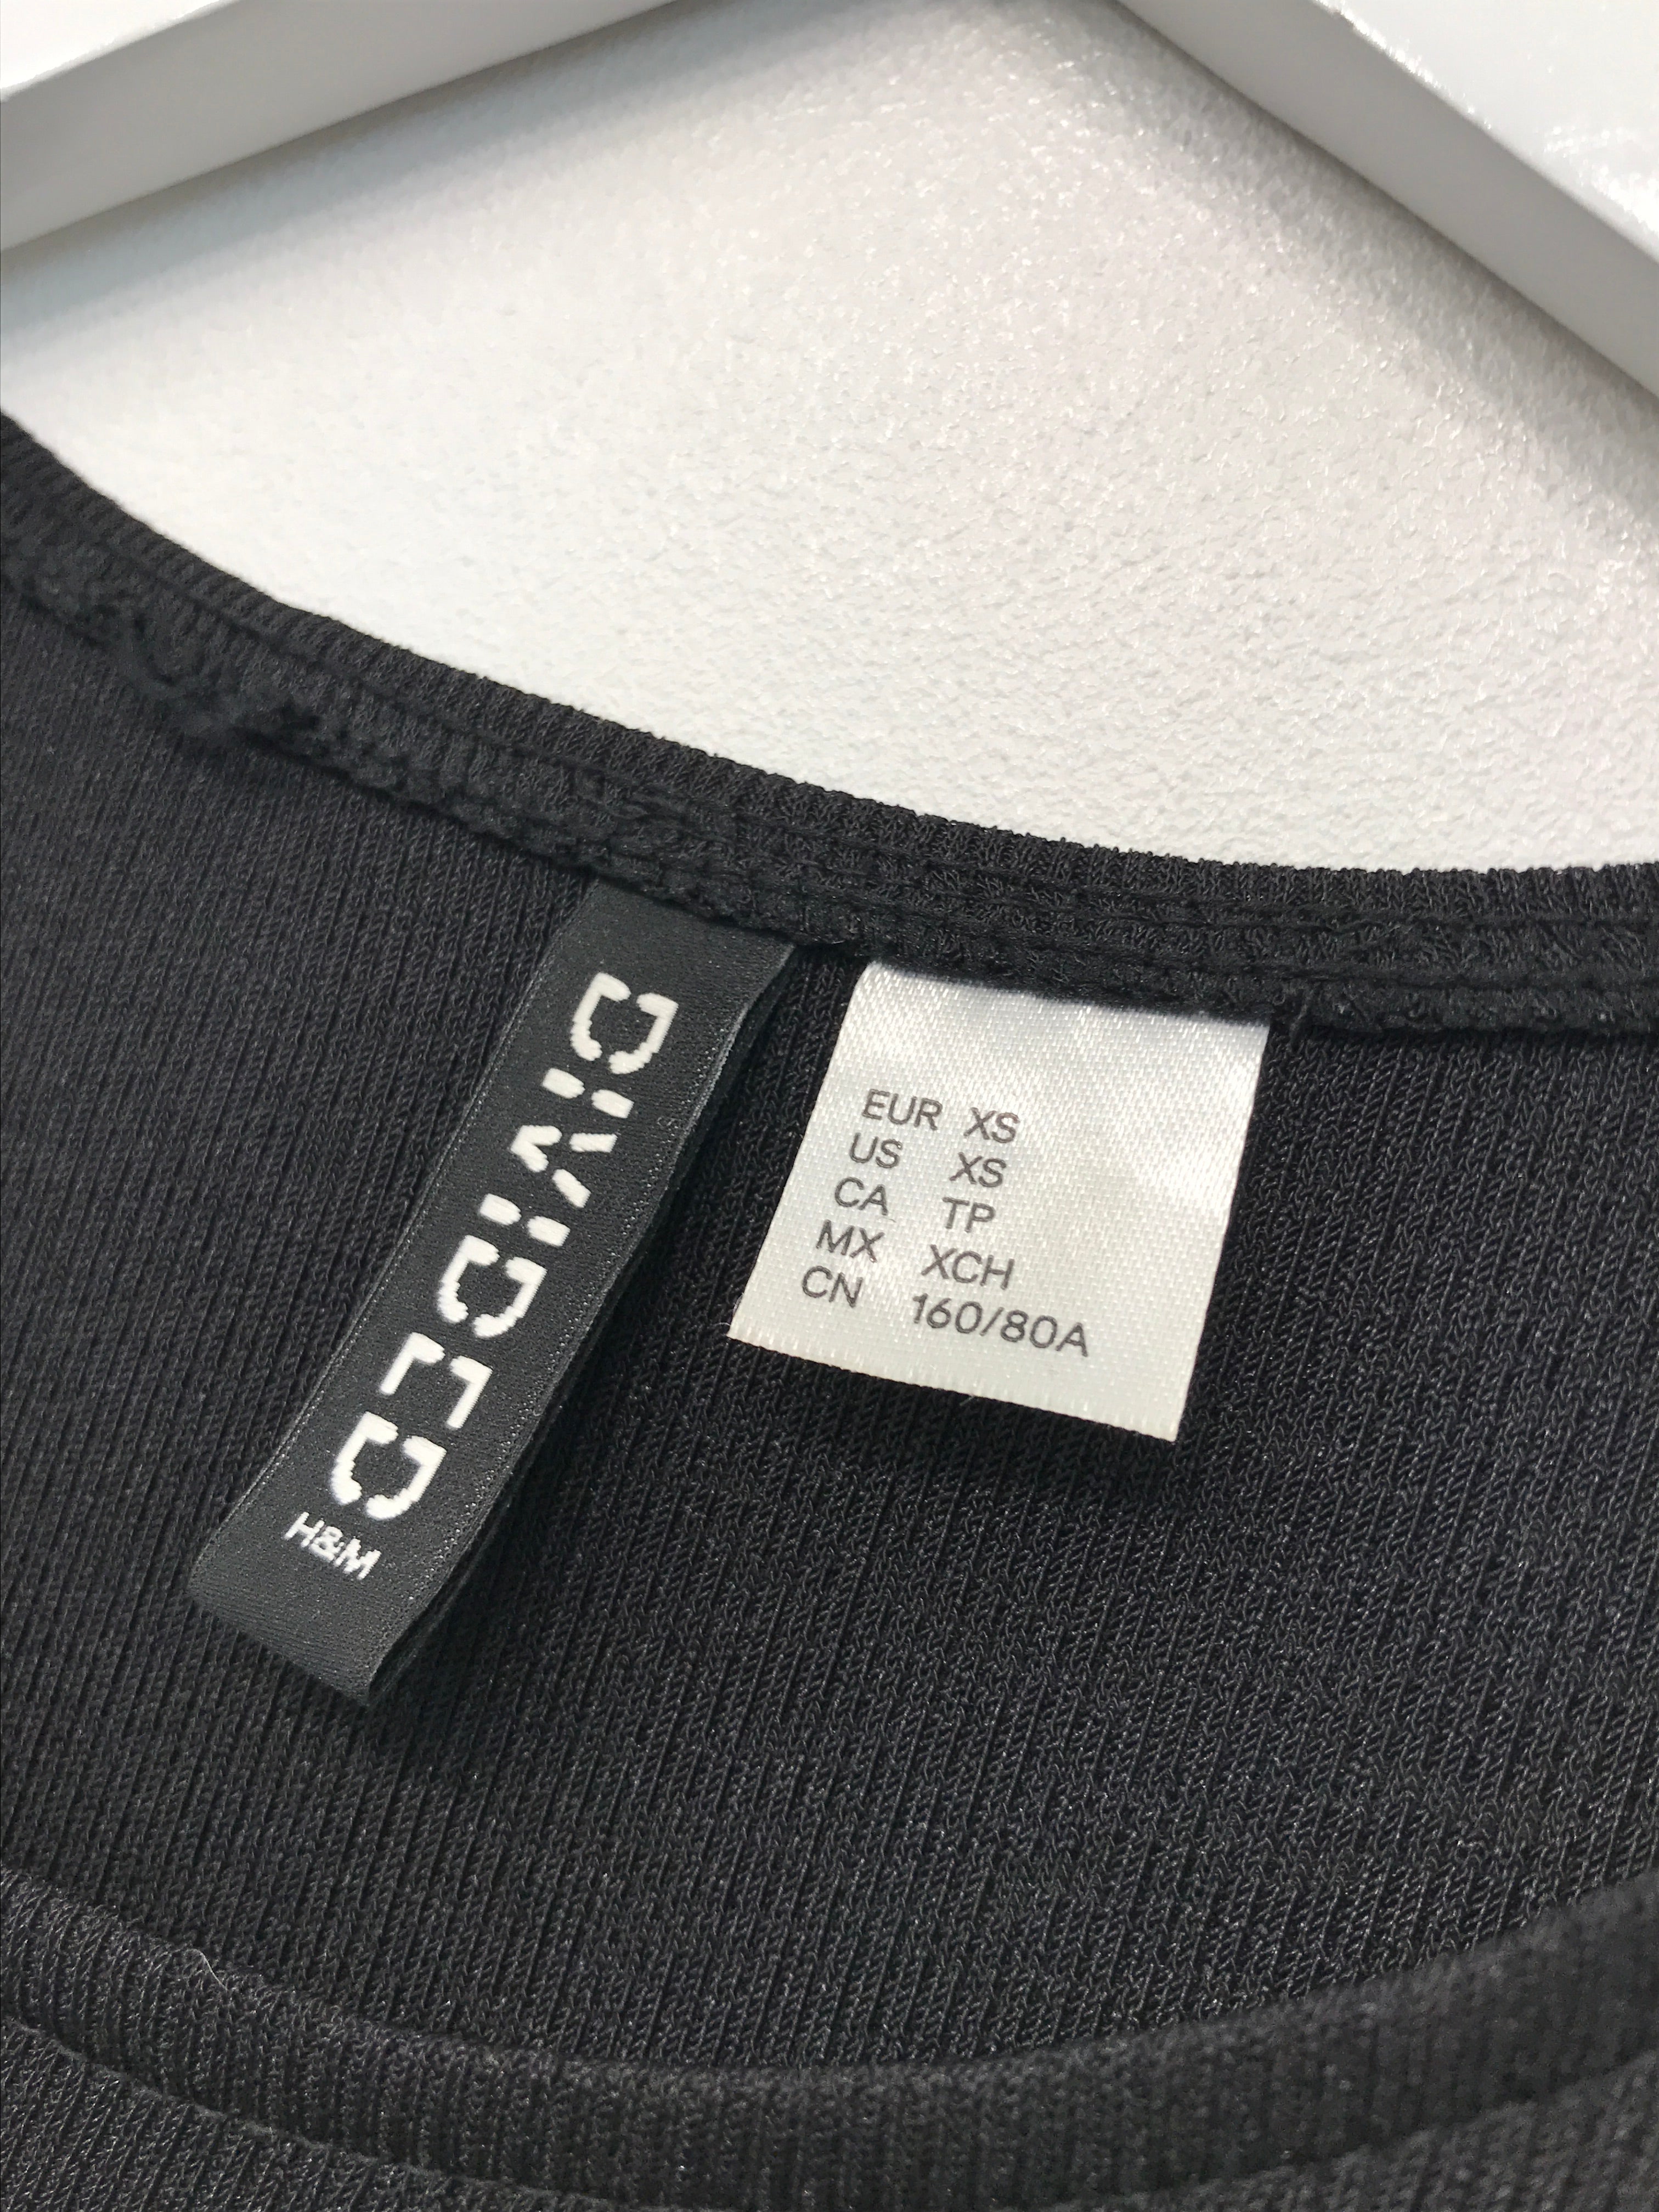 DIVIDED
H&M
EUR XS
US XS
CA TP
MX XCH
CN 160/80A